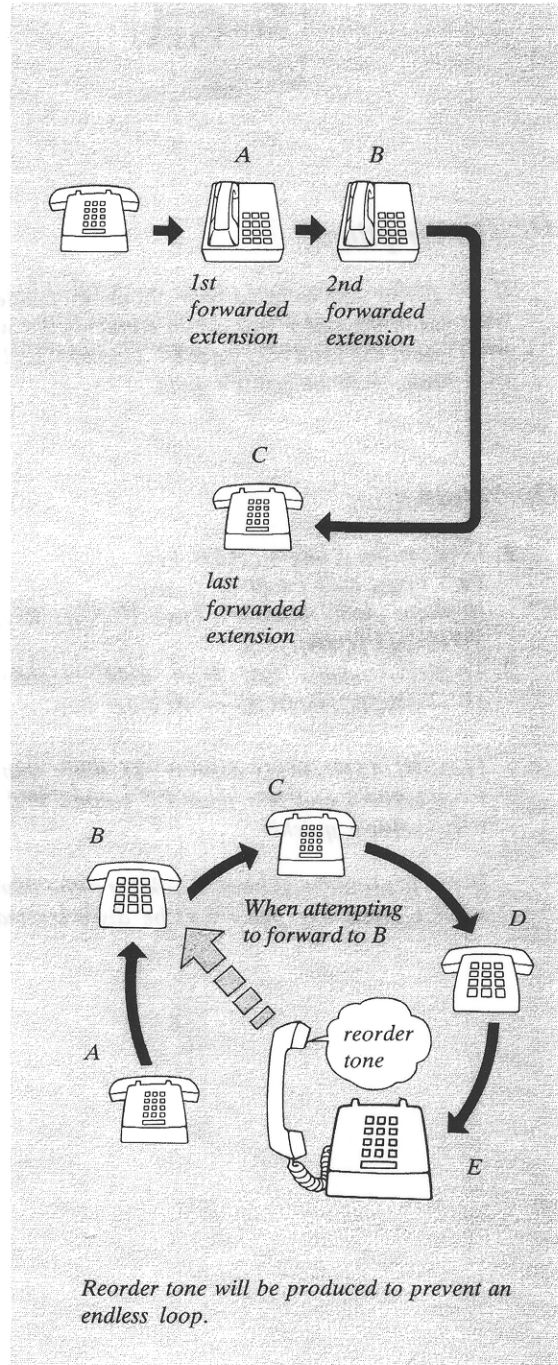 A B
1st
forwarded
extension
2nd
forwarded
extension
C
last
forwarded
extension
C
B
When attempting
to forward to B
D
A
reorder
tone
E
Reorder tone will be produced to prevent an
endless loop.